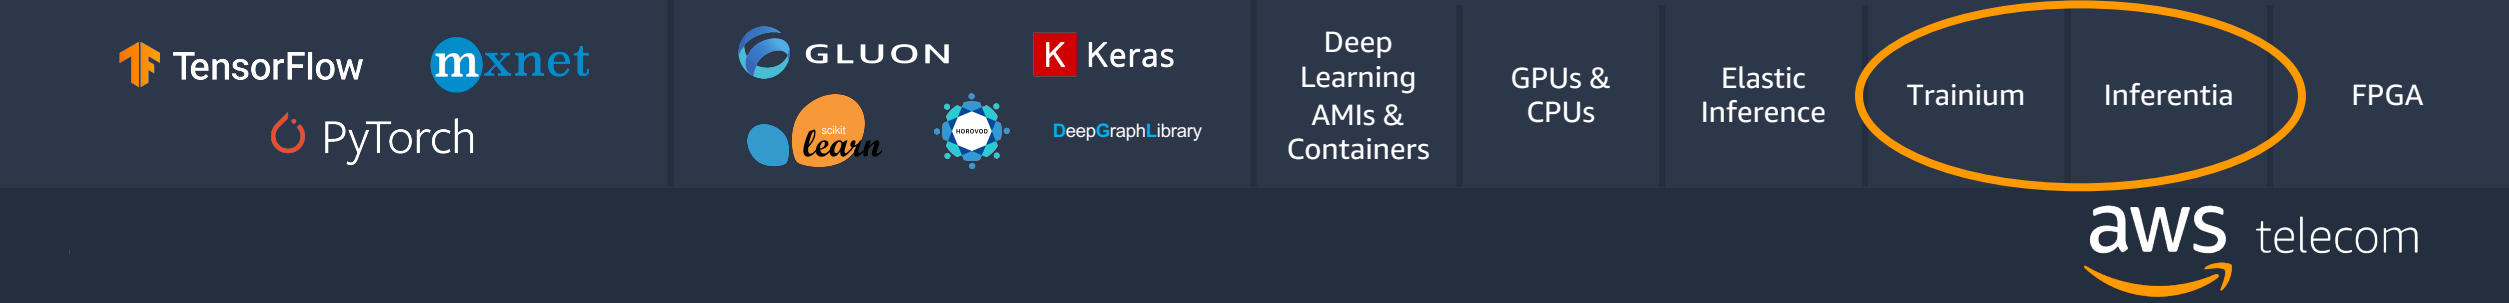 TensorFlow
mxnet
PyTorch
GLUON
K Keras
scikit
learn
HOROVOD
DeepGraphLibrary
Deep
Learning
AMIs &
Containers
GPUs &
CPUs
Elastic
Inference
Trainium
Inferentia
FPGA
aws telecom